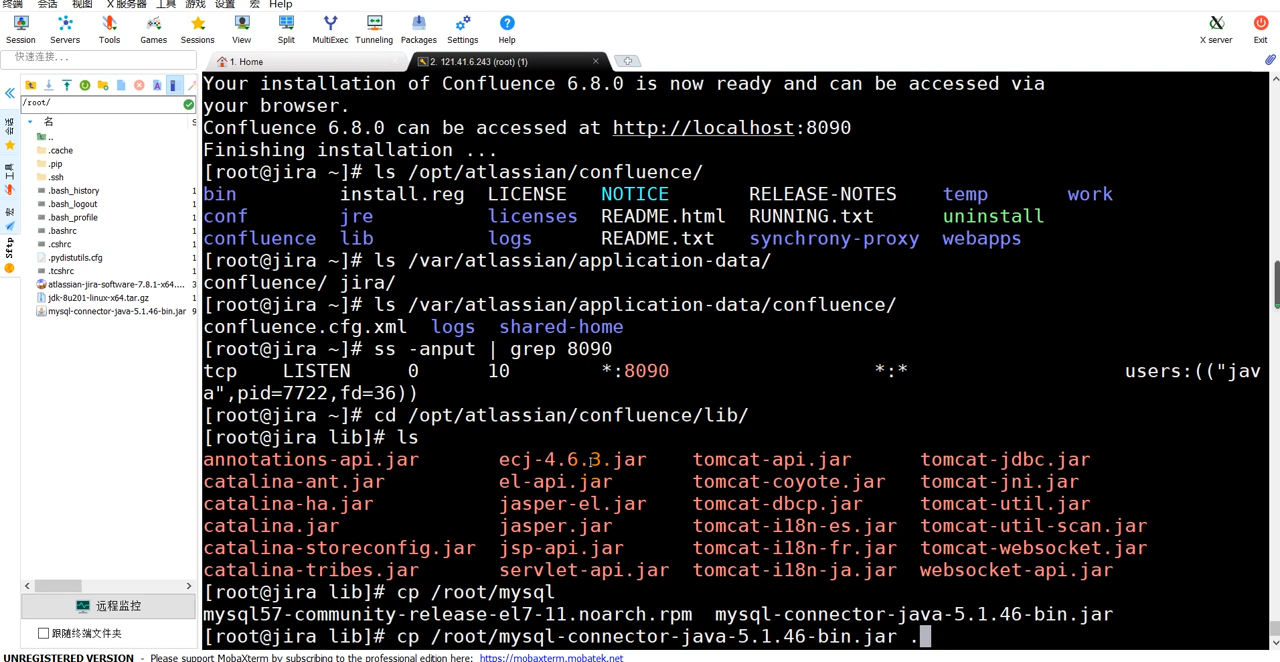 终端 会话 视图 X 服务器 工具 游戏 设置 宏 Help
Session Servers Tools Games Sessions View Split MultiExec Tunneling Packages Settings Help X server Exit
快速连接...
1. Home
2. 121.41.6.243 (root) (1)
/root/
名
..
.cache
.pip
.ssh
.bash_history
.bash_logout
.bash_profile
.bashrc
.cshrc
.pydistutils.cfg
.tcshrc
atlassian-jira-software-7.8.1-x64....
jdk-8u201-linux-x64.tar.gz
mysql-connector-java-5.1.46-bin.jar
会话
工具
宏
Sftp
远程监控
跟随终端文件夹
Your installation of Confluence 6.8.0 is now ready and can be accessed via
your browser.
Confluence 6.8.0 can be accessed at http://localhost:8090
Finishing installation ...
[root@jira ~]# ls /opt/atlassian/confluence/
bin install.reg LICENSE NOTICE RELEASE-NOTES temp work
conf jre licenses README.html RUNNING.txt uninstall
confluence lib logs README.txt synchrony-proxy webapps
[root@jira ~]# ls /var/atlassian/application-data/
confluence/ jira/
[root@jira ~]# ls /var/atlassian/application-data/confluence/
confluence.cfg.xml logs shared-home
[root@jira ~]# ss -anput | grep 8090
tcp LISTEN 0 10 *:8090 *:* users:(("jav
a",pid=7722,fd=36))
[root@jira ~]# cd /opt/atlassian/confluence/lib/
[root@jira lib]# ls
annotations-api.jar ecj-4.6.3.jar tomcat-api.jar tomcat-jdbc.jar
catalina-ant.jar el-api.jar tomcat-coyote.jar tomcat-jni.jar
catalina-ha.jar jasper-el.jar tomcat-dbcp.jar tomcat-util.jar
catalina.jar jasper.jar tomcat-i18n-es.jar tomcat-util-scan.jar
catalina-storeconfig.jar jsp-api.jar tomcat-i18n-fr.jar tomcat-websocket.jar
catalina-tribes.jar servlet-api.jar tomcat-i18n-ja.jar websocket-api.jar
[root@jira lib]# cp /root/mysql
mysql57-community-release-el7-11.noarch.rpm mysql-connector-java-5.1.46-bin.jar
[root@jira lib]# cp /root/mysql-connector-java-5.1.46-bin.jar .
UNREGISTERED VERSION - Please support MobaXterm by subscribing to the professional edition here: https://mobaxterm.mobatek.net